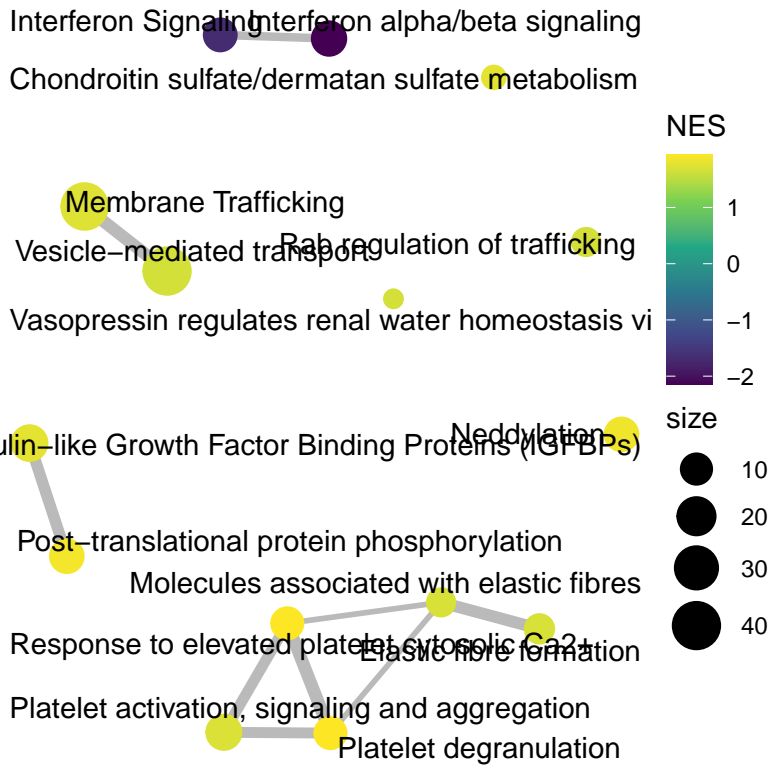 Interferon Signaling
Interferon alpha/beta signaling
Chondroitin sulfate/dermatan sulfate metabolism
Membrane Trafficking
Vesicle−mediated transport
Rab regulation of trafficking
Vasopressin regulates renal water homeostasis vi
Neddylation
ulin−like Growth Factor Binding Proteins (IGFBPs)
Post−translational protein phosphorylation
Molecules associated with elastic fibres
Response to elevated platelet cytosolic Ca2+
Elastic fibre formation
Platelet activation, signaling and aggregation
Platelet degranulation
NES
1
0
−1
−2
size
10
20
30
40